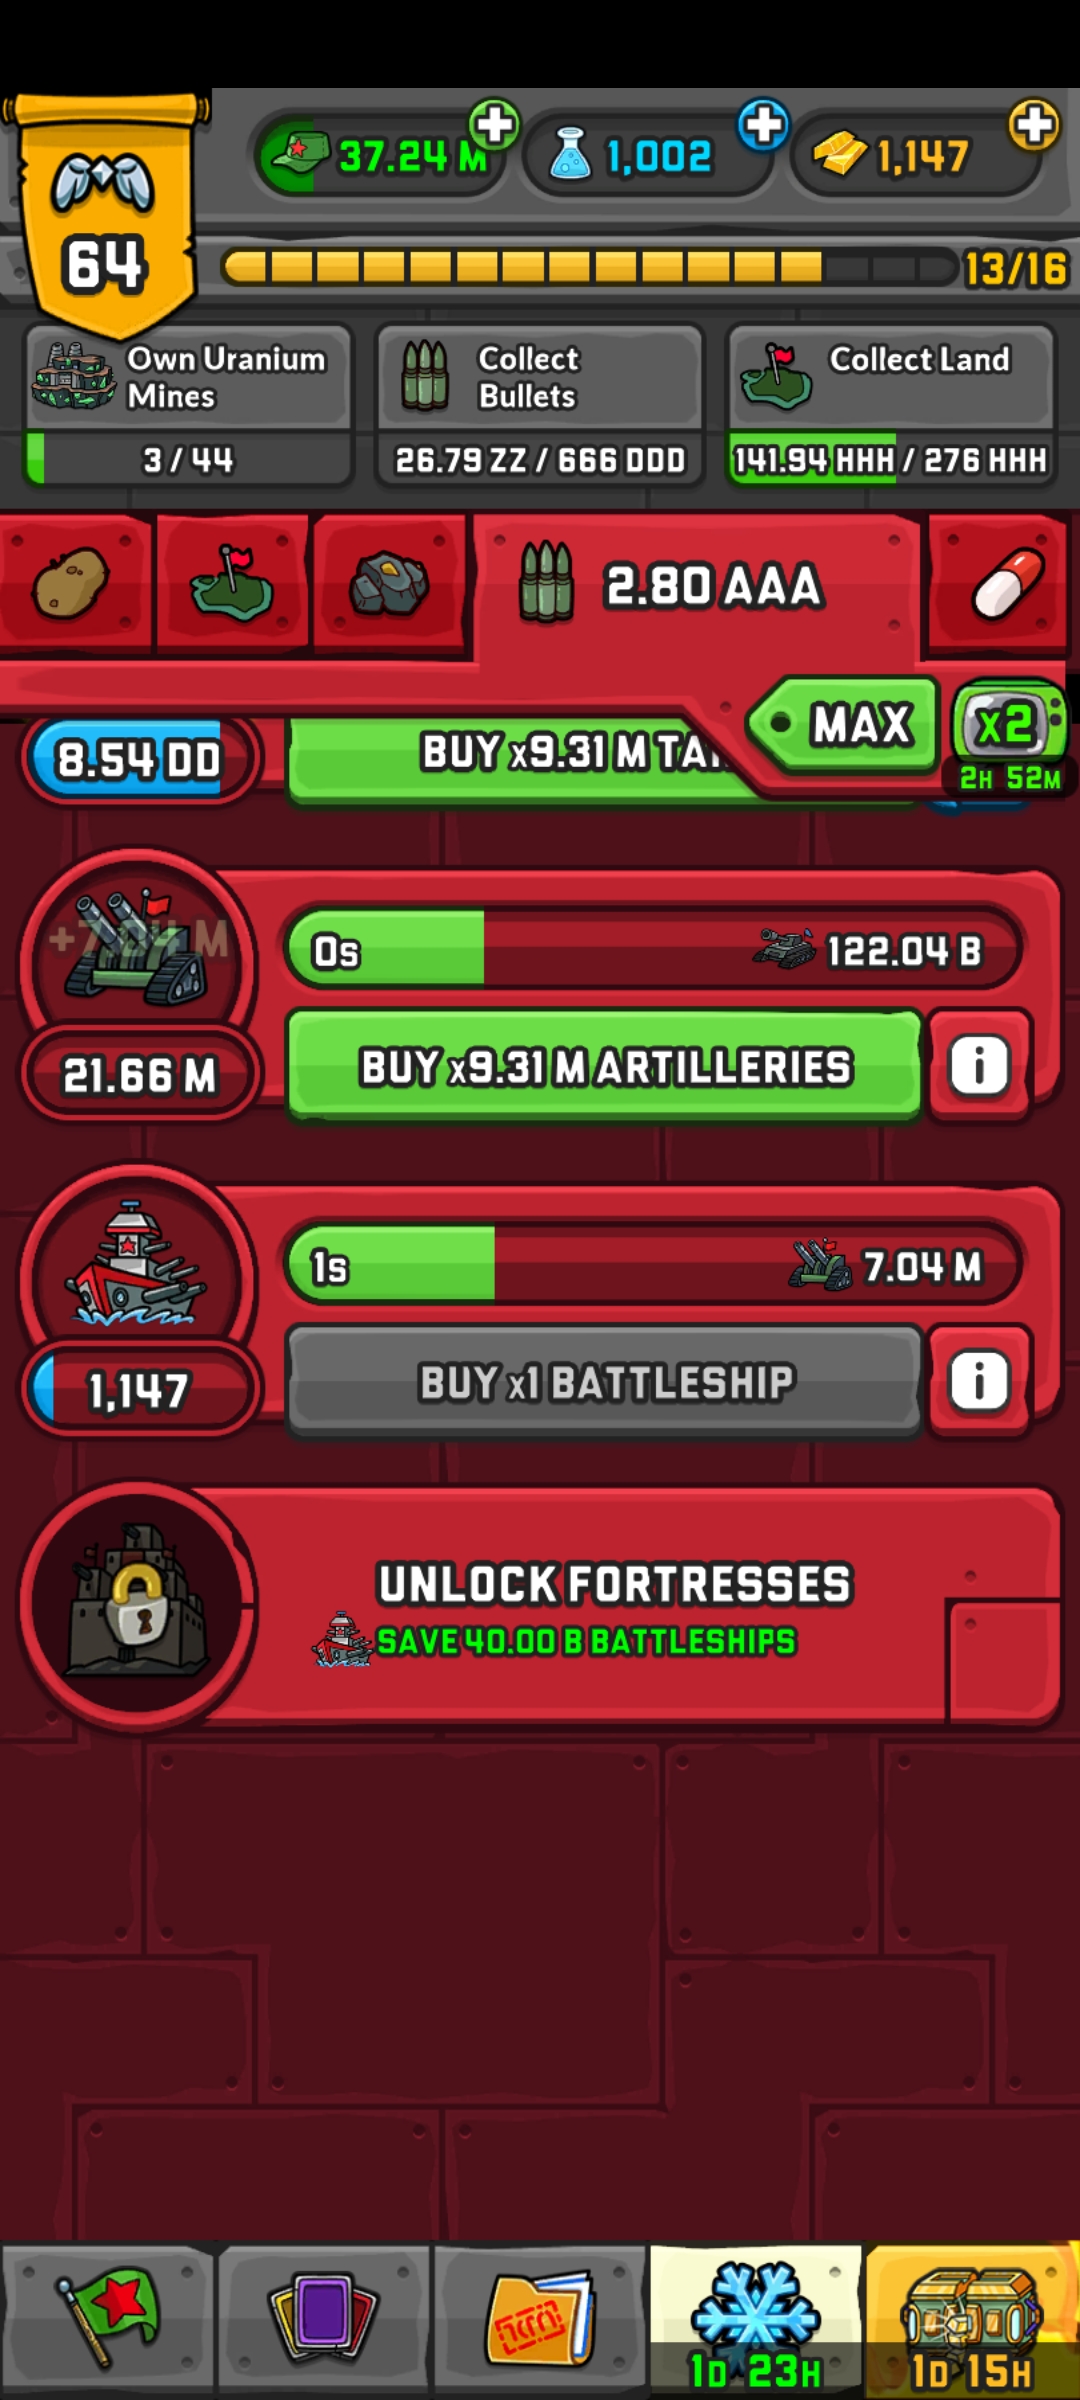 37.24 M
1,002
1,147
64
13/16
Own Uranium
Mines
3 / 44
Collect
Bullets
26.79 ZZ / 666 DDD
Collect Land
141.94 HHH / 276 HHH
2.80 AAA
MAX
X2
2H 52M
8.54 DD
BUY x9.31 M
0s
122.04 B
21.66 M
BUY x9.31 M ARTILLERIES
i
1s
7.04 M
1,147
BUY x1 BATTLESHIP
i
UNLOCK FORTRESSES
SAVE 40.00 B BATTLESHIPS
1D 23H
1D 15H